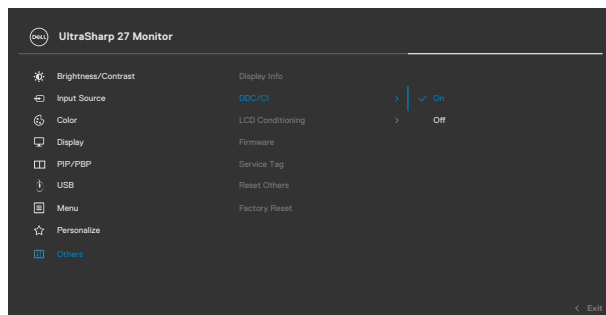 DELL UltraSharp 27 Monitor
Brightness/Contrast Display Info
Input Source DDC/CI > ✓ On
Color LCD Conditioning > Off
Display Firmware
PIP/PBP Service Tag
USB Reset Others
Menu Factory Reset
Personalize
Others
< Exit